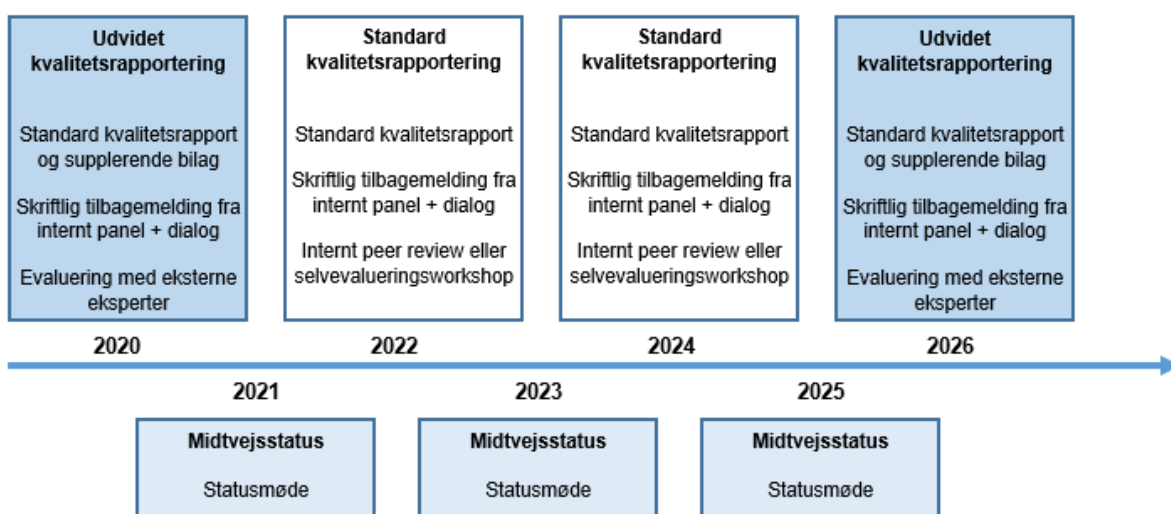 Udvidet
kvalitetsrapportering
Standard kvalitetsrapport
og supplerende bilag
Skriftlig tilbagemelding fra
internt panel + dialog
Evaluering med eksterne
eksperter
2020
Standard
kvalitetsrapportering
Standard kvalitetsrapport
Skriftlig tilbagemelding fra
internt panel + dialog
Internt peer review eller
selvevalueringsworkshop
2022
Standard
kvalitetsrapportering
Standard kvalitetsrapport
Skriftlig tilbagemelding fra
internt panel + dialog
Internt peer review eller
selvevalueringsworkshop
2024
Udvidet
kvalitetsrapportering
Standard kvalitetsrapport
og supplerende bilag
Skriftlig tilbagemelding fra
internt panel + dialog
Evaluering med eksterne
eksperter
2026
2021
Midtvejsstatus
Statusmøde
2023
Midtvejsstatus
Statusmøde
2025
Midtvejsstatus
Statusmøde